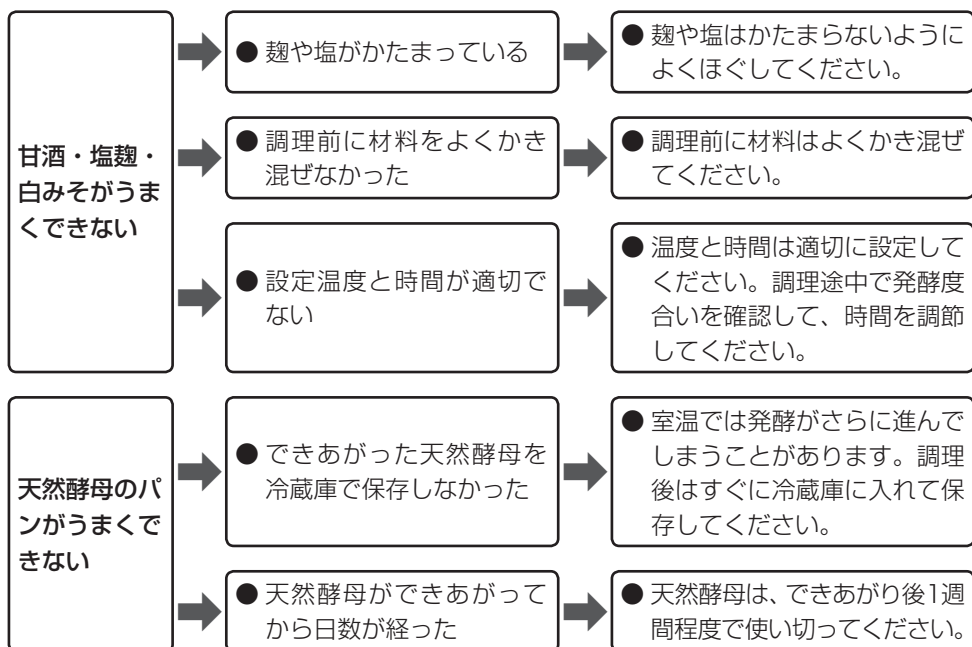 甘酒・塩麹・
白みそがうま
くできない
● 麹や塩がかたまっている
● 麹や塩はかたまらないように
よくほぐしてください。
● 調理前に材料をよくかき
混ぜなかった
● 調理前に材料はよくかき混ぜ
てください。
● 設定温度と時間が適切で
ない
● 温度と時間は適切に設定して
ください。調理途中で発酵度
合いを確認して、時間を調節
してください。
天然酵母のパ
ンがうまくで
きない
● できあがった天然酵母を
冷蔵庫で保存しなかった
● 室温では発酵がさらに進んで
しまうことがあります。調理
後はすぐに冷蔵庫に入れて保
存してください。
● 天然酵母ができあがって
から日数が経った
● 天然酵母は、できあがり後1週
間程度で使い切ってください。